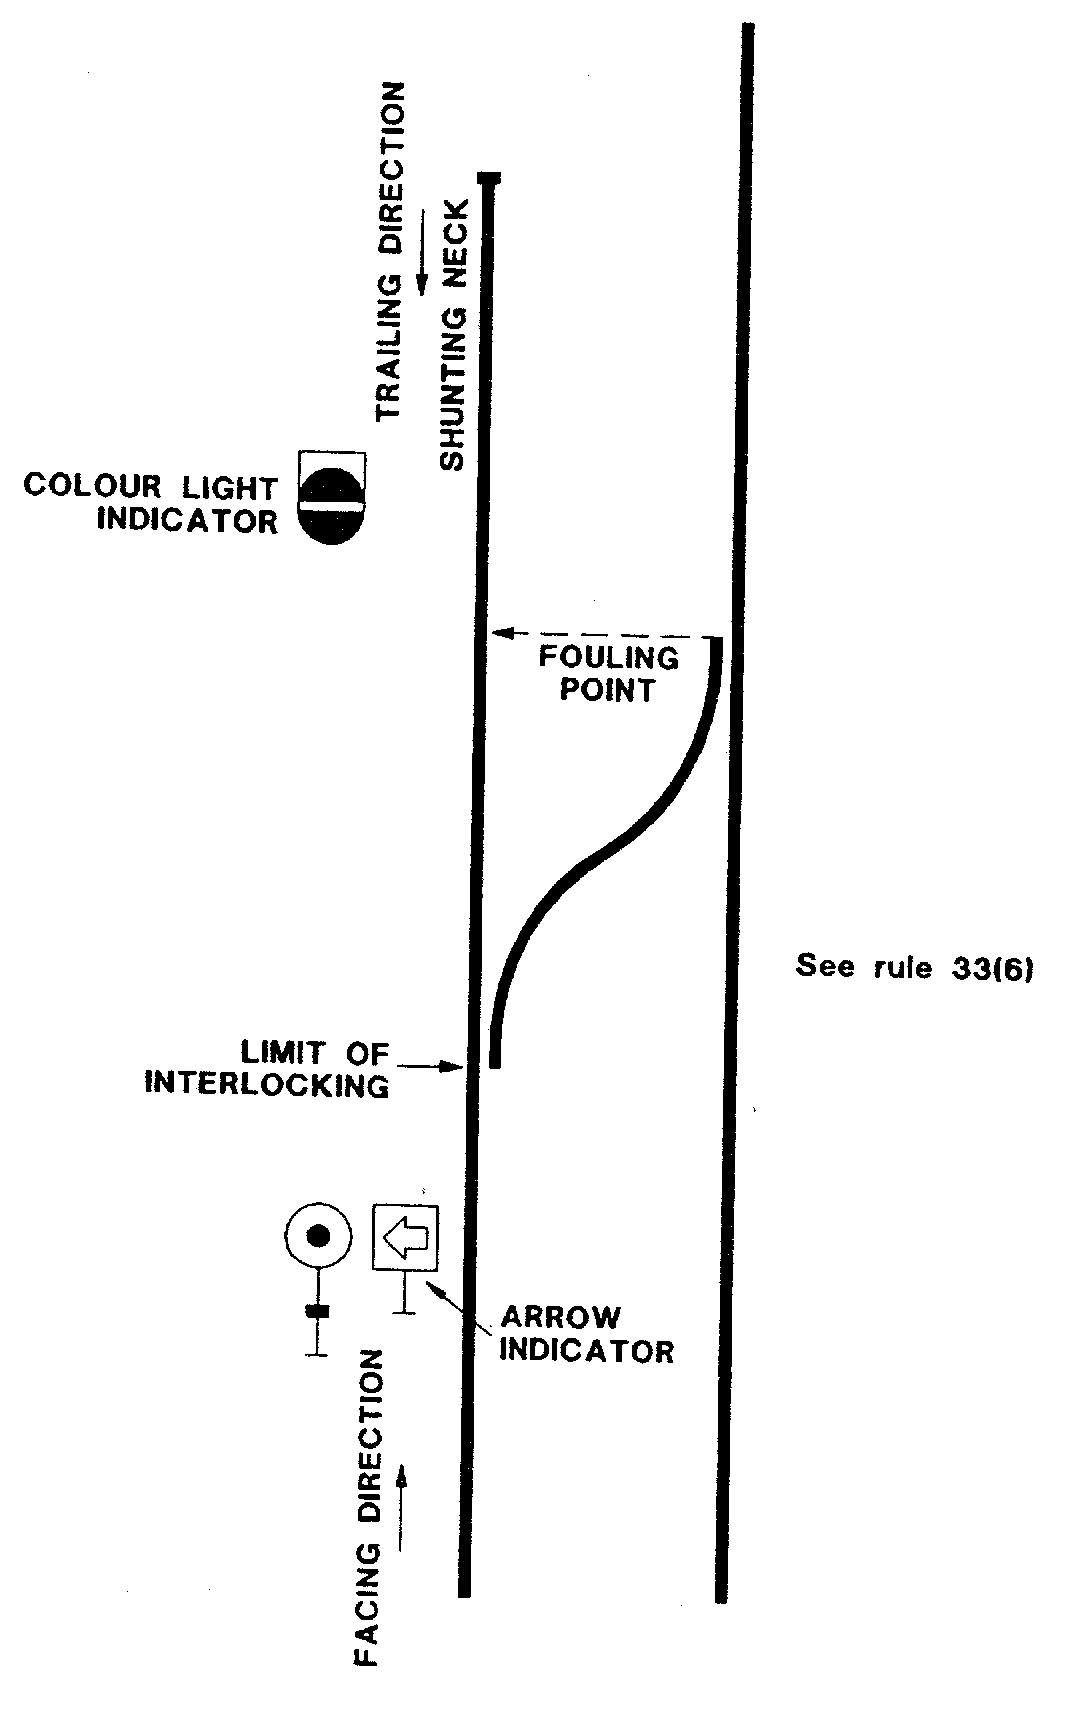 TRAILING DIRECTION
SHUNTING NECK
COLOUR LIGHT
INDICATOR
FOULING
POINT
See rule 33(6)
LIMIT OF
INTERLOCKING
ARROW
INDICATOR
FACING DIRECTION